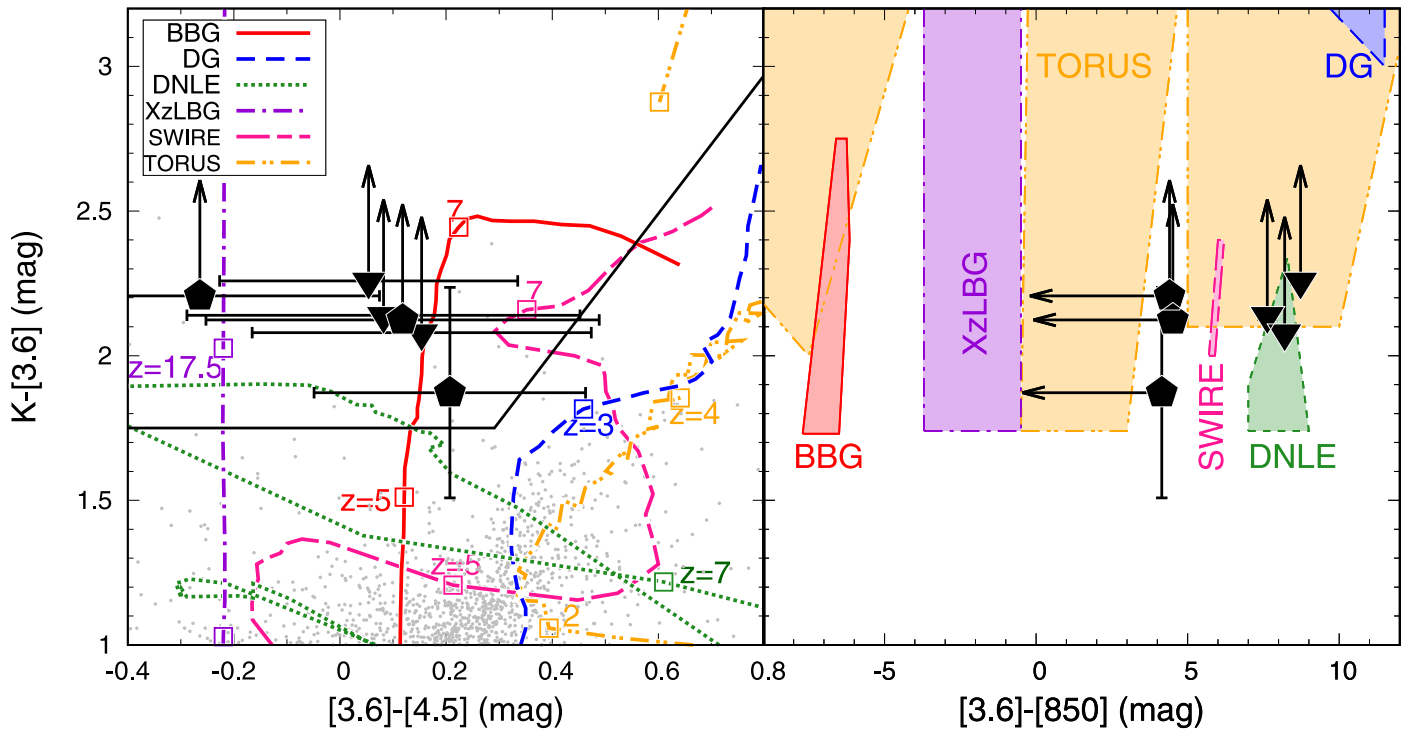 BBG
DG
DNLE
XzLBG
SWIRE
TORUS
3
2.5
2
1.5
1
K-[3.6] (mag)
7
7
z=17.5
z=3
z=4
z=5
z=5
z=7
2
-0.4
-0.2
0
0.2
0.4
0.6
0.8
[3.6]-[4.5] (mag)
TORUS
DG
XzLBG
BBG
SWIRE
DNLE
-5
0
5
10
[3.6]-[850] (mag)